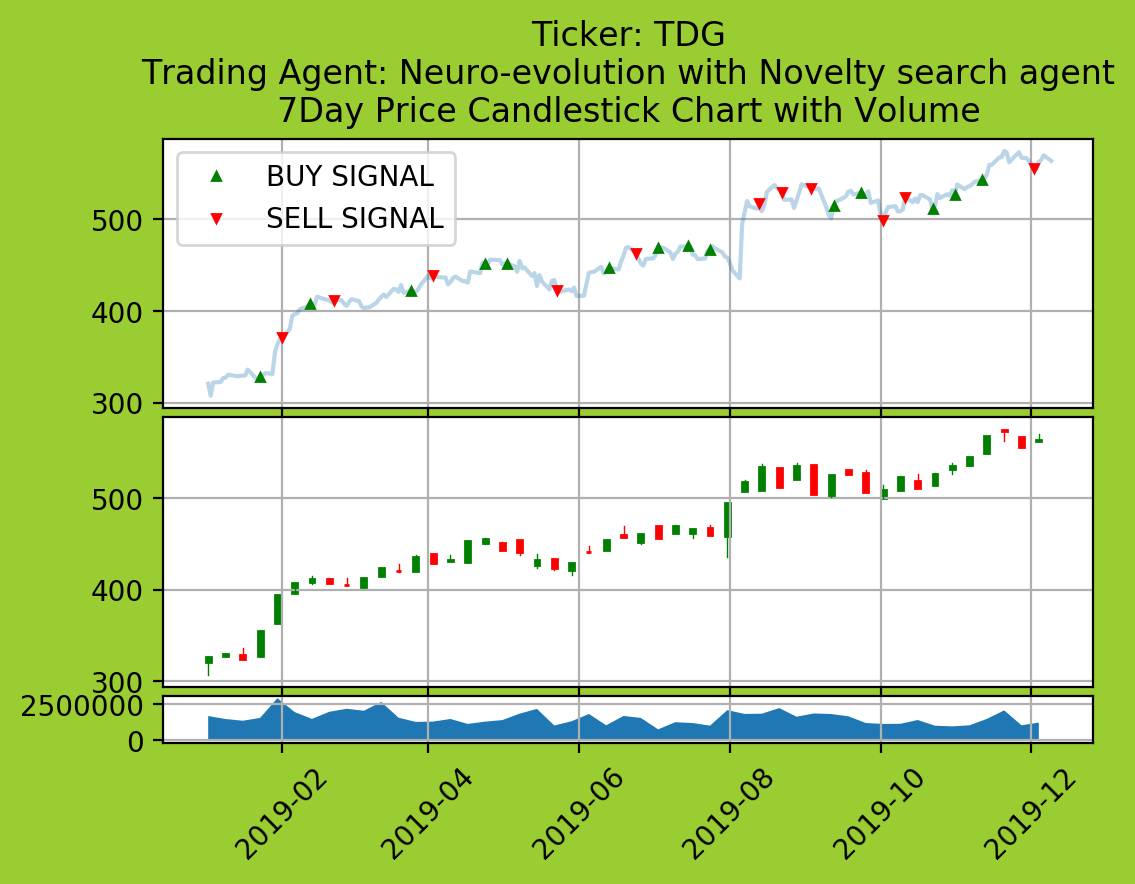 Ticker: TDG
Trading Agent: Neuro-evolution with Novelty search agent
7Day Price Candlestick Chart with Volume
BUY SIGNAL
SELL SIGNAL
500
400
300
500
400
300
2500000
0
2019-02
2019-04
2019-06
2019-08
2019-10
2019-12